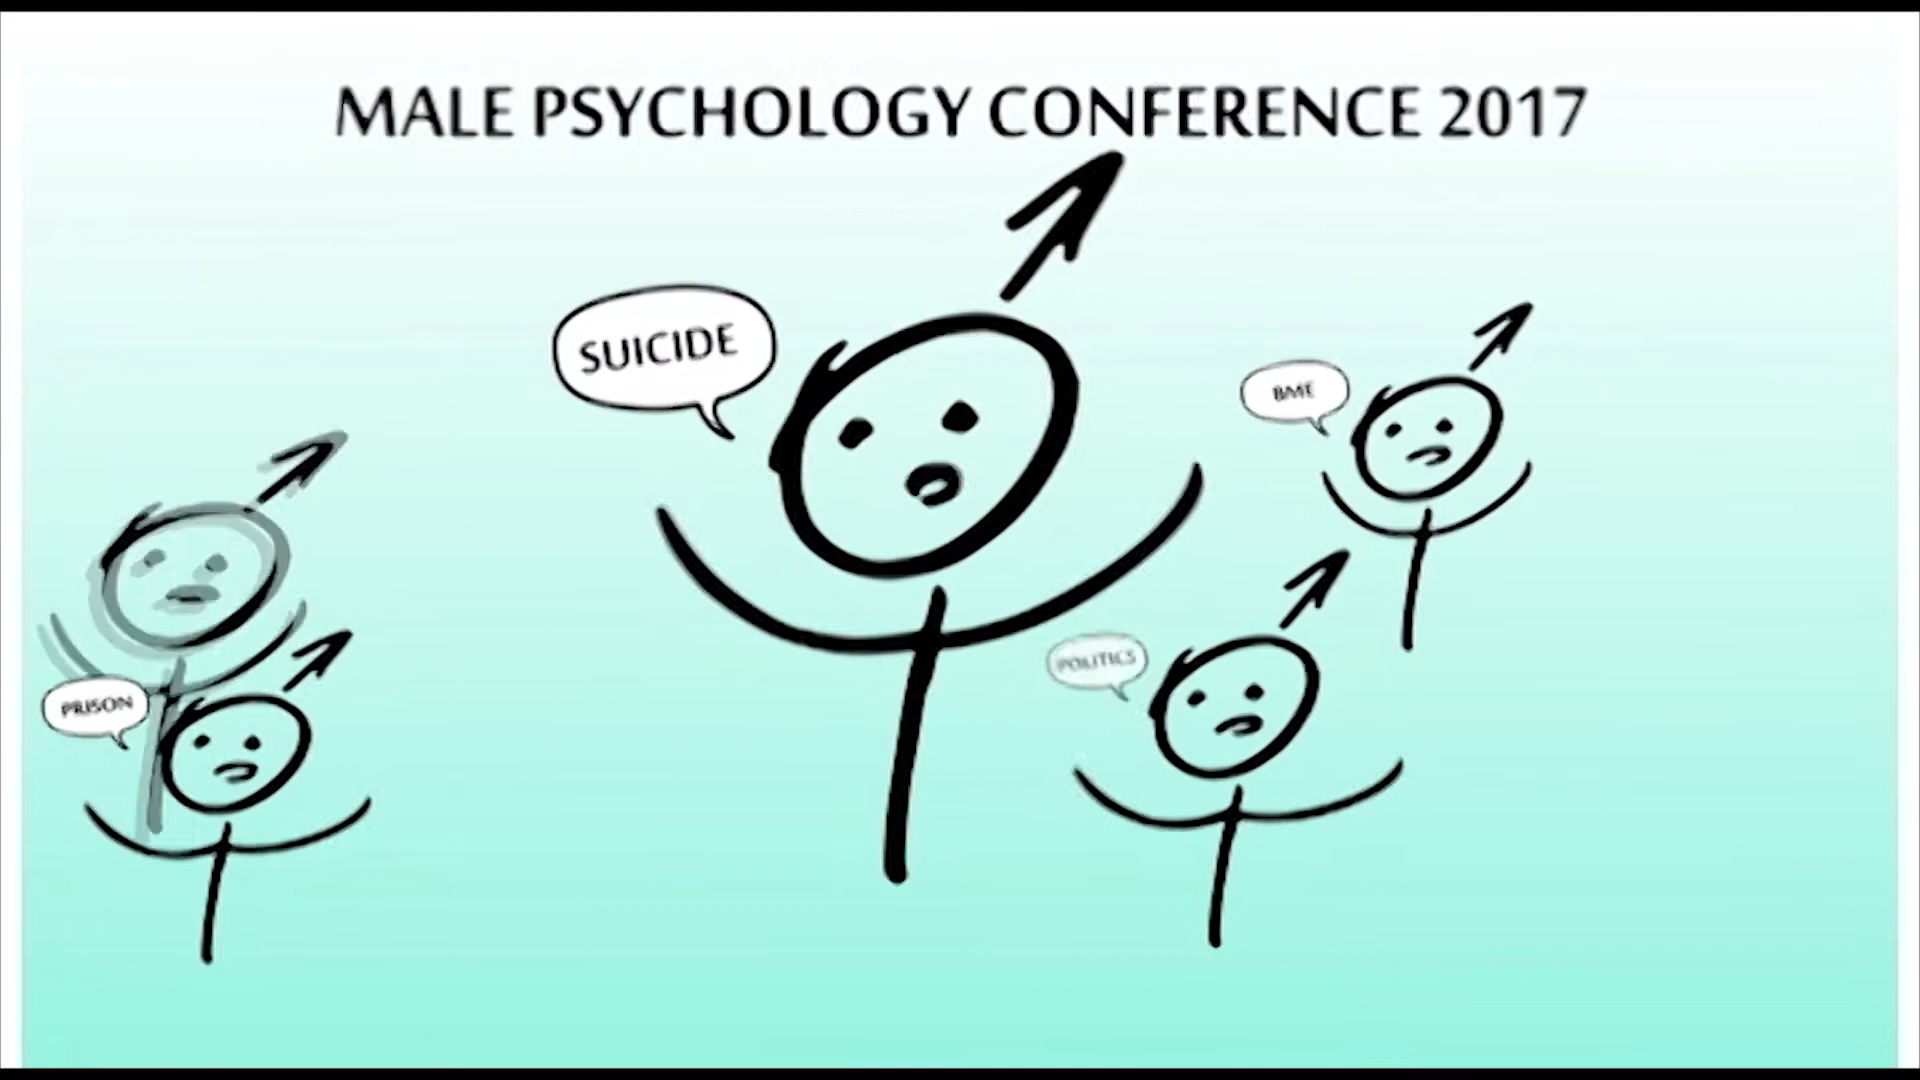 MALE PSYCHOLOGY CONFERENCE 2017
SUICIDE
BME
POLITICS
PRISON